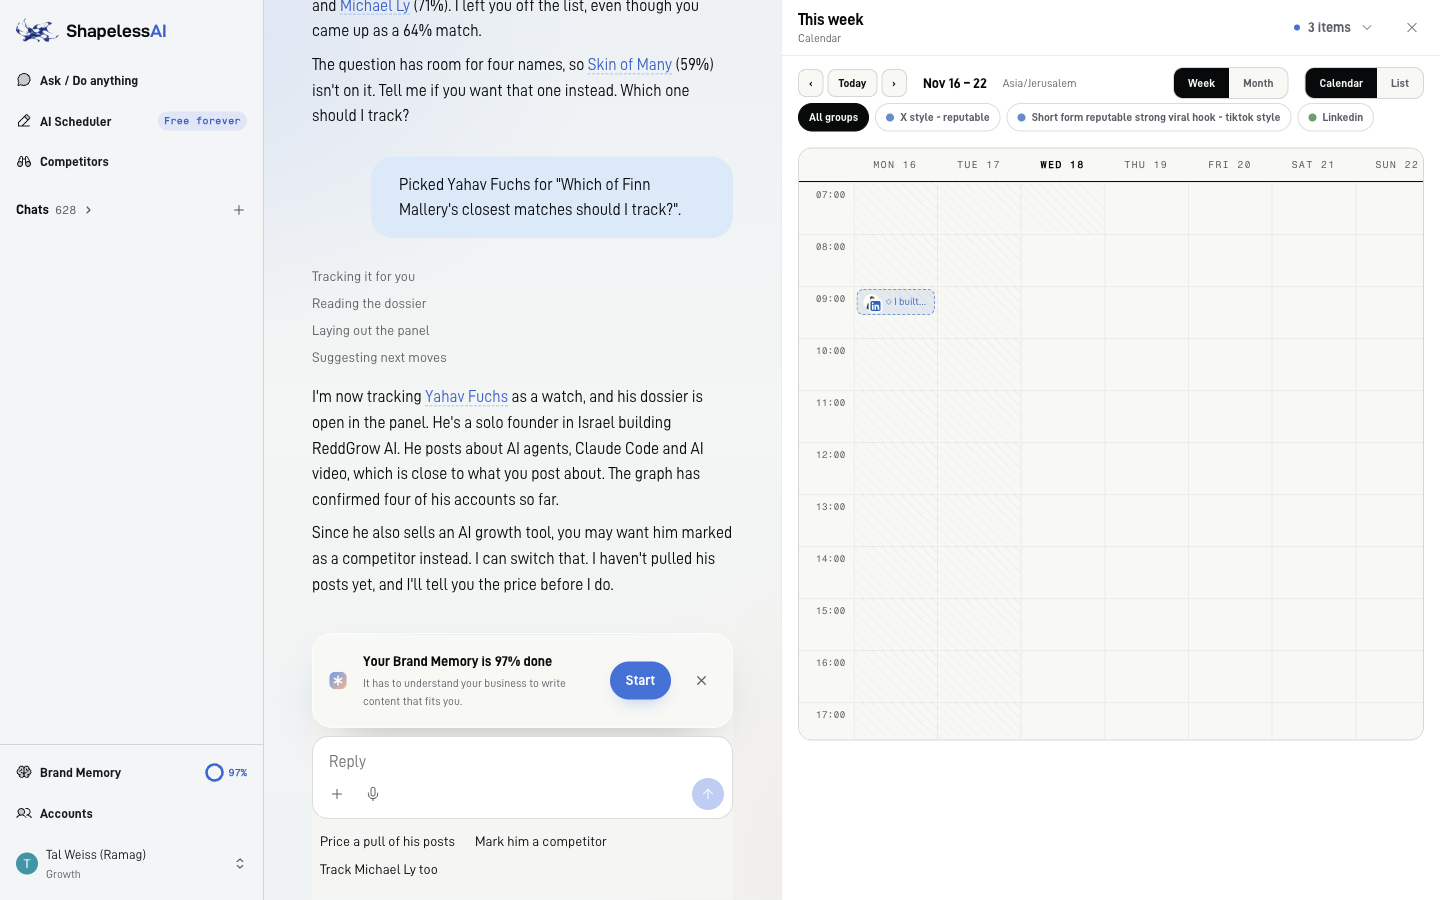 ShapelessAI
Ask / Do anything
AI Scheduler
Free forever
Competitors
Chats 628
Brand Memory
97%
Accounts
T
Tal Weiss (Ramag)
Growth
and Michael Ly (71%). I left you off the list, even though you
came up as a 64% match.
The question has room for four names, so Skin of Many (59%)
isn't on it. Tell me if you want that one instead. Which one
should I track?
Picked Yahav Fuchs for "Which of Finn
Mallery's closest matches should I track?".
Tracking it for you
Reading the dossier
Laying out the panel
Suggesting next moves
I'm now tracking Yahav Fuchs as a watch, and his dossier is
open in the panel. He's a solo founder in Israel building
ReddGrow AI. He posts about AI agents, Claude Code and AI
video, which is close to what you post about. The graph has
confirmed four of his accounts so far.
Since he also sells an AI growth tool, you may want him marked
as a competitor instead. I can switch that. I haven't pulled his
posts yet, and I'll tell you the price before I do.
Your Brand Memory is 97% done
It has to understand your business to write
content that fits you.
Start
Reply
Price a pull of his posts
Mark him a competitor
Track Michael Ly too
This week
Calendar
3 items
Today
Nov 16 – 22
Asia/Jerusalem
Week
Month
Calendar
List
All groups
X style - reputable
Short form reputable strong viral hook - tiktok style
Linkedin
MON 16
TUE 17
WED 18
THU 19
FRI 20
SAT 21
SUN 22
07:00
08:00
09:00
in
I built...
10:00
11:00
12:00
13:00
14:00
15:00
16:00
17:00